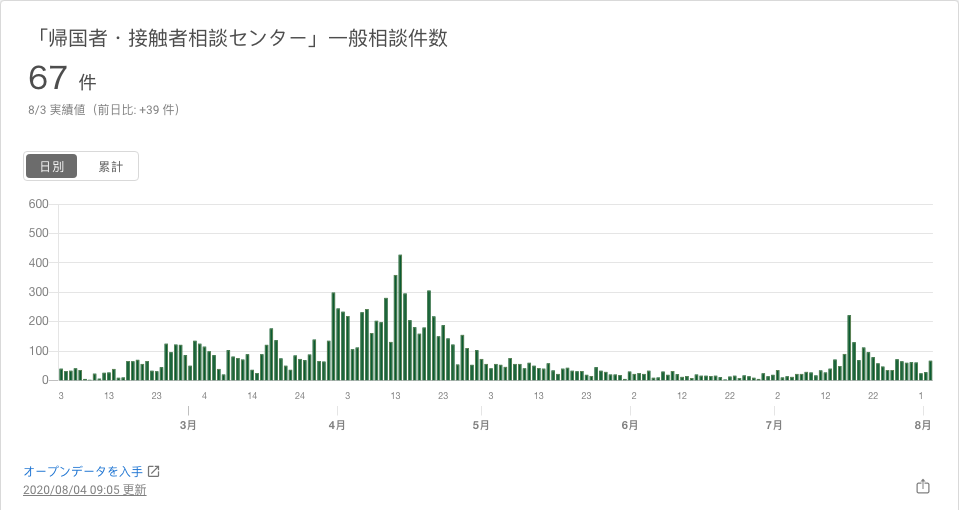 「帰国者・接触者相談センター」一般相談件数
67 件
8/3 実績値（前日比: +39 件）
日別 累計
600
500
400
300
200
100
0
3 13 23 4 14 24 3 13 23 3 13 23 2 12 22 2 12 22 1
3月 4月 5月 6月 7月 8月
オープンデータを入手
2020/08/04 09:05 更新